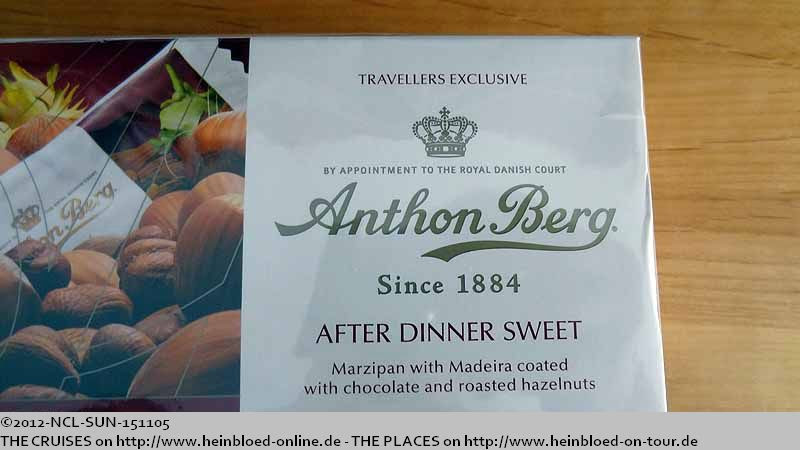 TRAVELLERS EXCLUSIVE
BY APPOINTMENT TO THE ROYAL DANISH COURT
Anthon Berg.
Since 1884
AFTER DINNER SWEET
Marzipan with Madeira coated
with chocolate and roasted hazelnuts
Anthon Berg.
©2012-NCL-SUN-151105
THE CRUISES on http://www.heinbloed-online.de - THE PLACES on http://www.heinbloed-on-tour.de